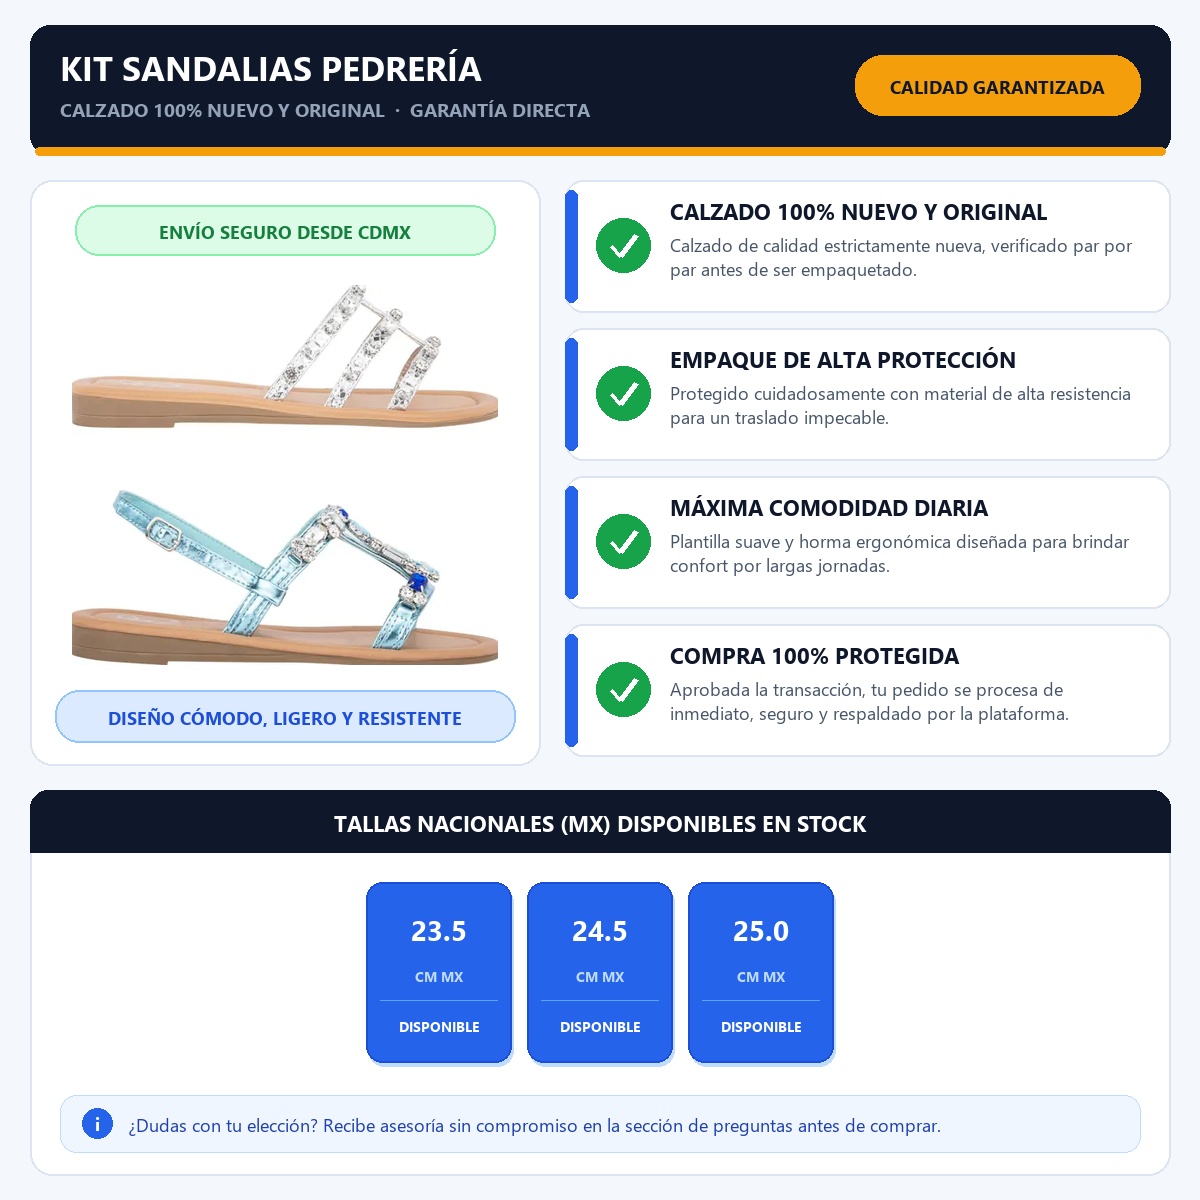 KIT SANDALIAS PEDRERÍA
CALZADO 100% NUEVO Y ORIGINAL · GARANTÍA DIRECTA
CALIDAD GARANTIZADA
ENVÍO SEGURO DESDE CDMX
DISEÑO CÓMODO, LIGERO Y RESISTENTE
CALZADO 100% NUEVO Y ORIGINAL
Calzado de calidad estrictamente nueva, verificado par por
par antes de ser empaquetado.
EMPAQUE DE ALTA PROTECCIÓN
Protegido cuidadosamente con material de alta resistencia
para un traslado impecable.
MÁXIMA COMODIDAD DIARIA
Plantilla suave y horma ergonómica diseñada para brindar
confort por largas jornadas.
COMPRA 100% PROTEGIDA
Aprobada la transacción, tu pedido se procesa de
inmediato, seguro y respaldado por la plataforma.
TALLAS NACIONALES (MX) DISPONIBLES EN STOCK
23.5
CM MX
DISPONIBLE
24.5
CM MX
DISPONIBLE
25.0
CM MX
DISPONIBLE
¿Dudas con tu elección? Recibe asesoría sin compromiso en la sección de preguntas antes de comprar.